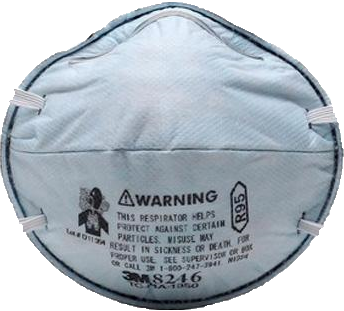 WARNING
THIS RESPIRATOR HELPS
PROTECT AGAINST CERTAIN
PARTICLES. MISUSE MAY
RESULT IN SICKNESS OR DEATH. FOR
PROPER USE, SEE SUPERVISOR OR BOX
OR CALL 3M 1-800-247-3941. NIOSH
3M 8246
R95